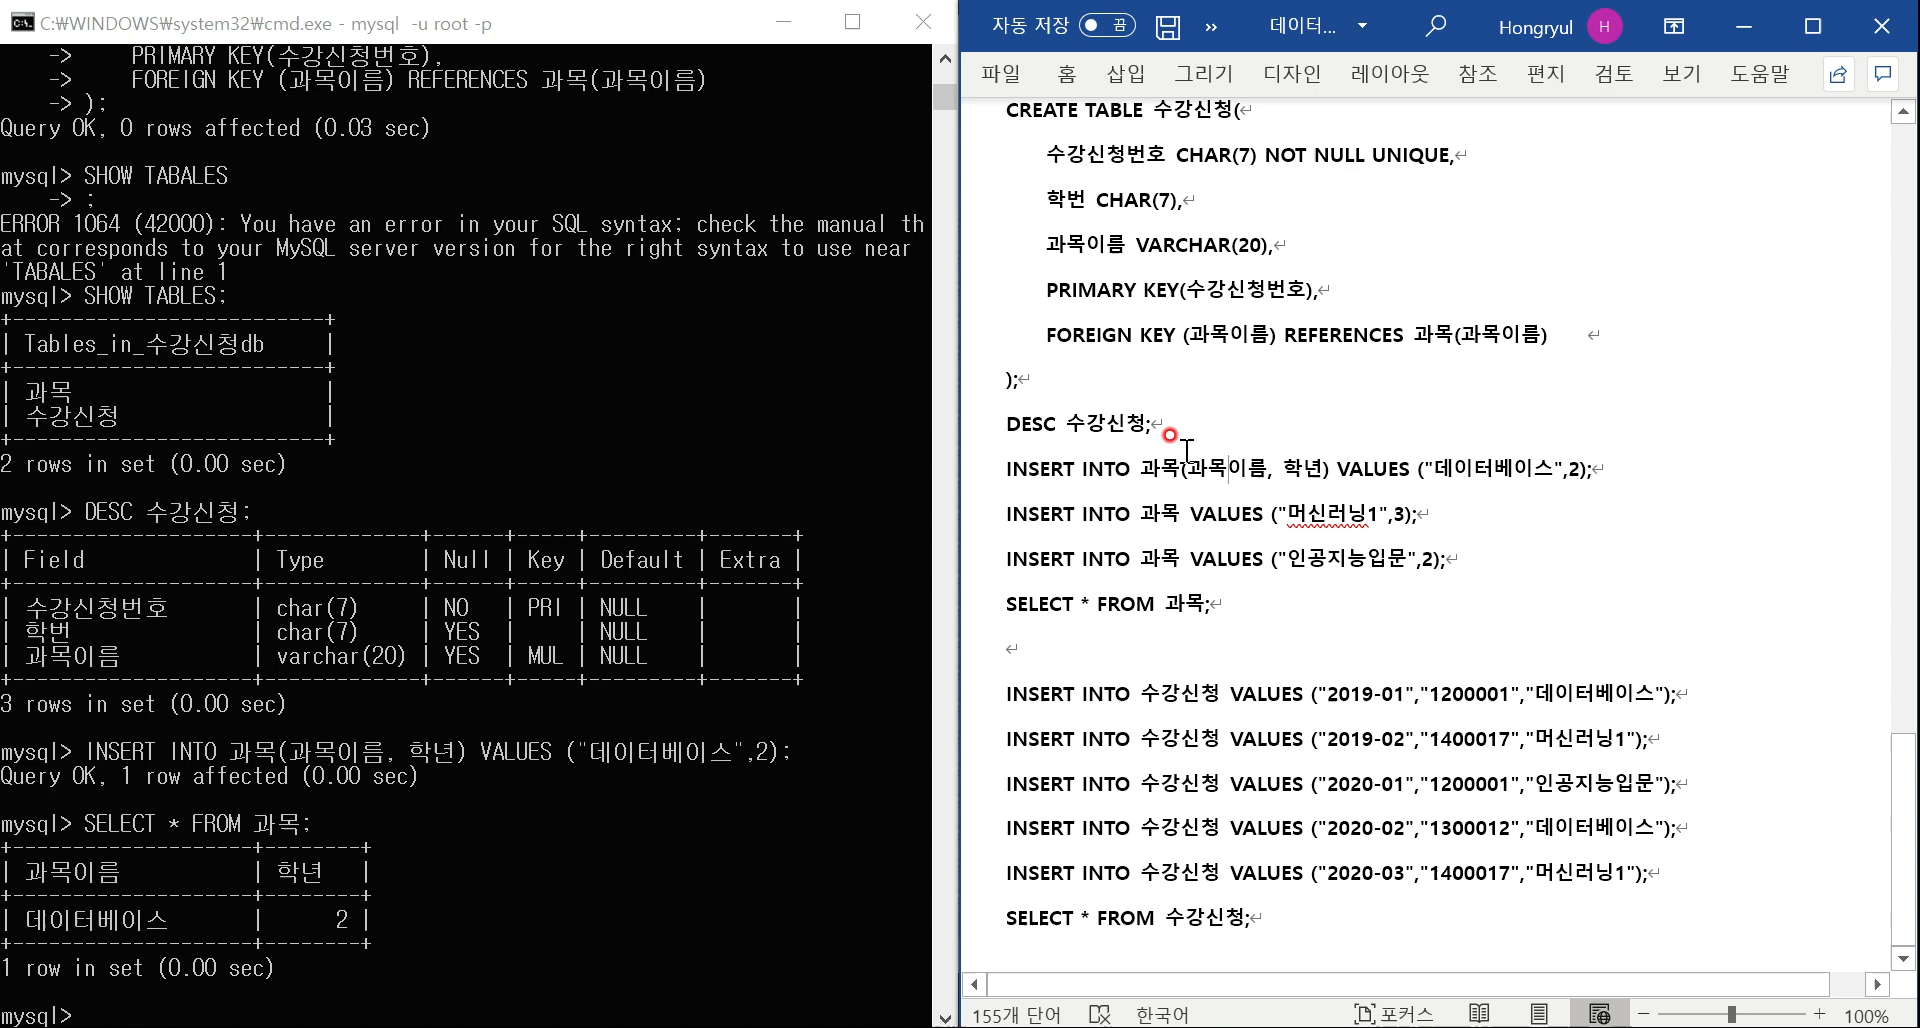 C:₩WINDOWS₩system32₩cmd.exe - mysql -u root -p
-> PRIMARY KEY(수강신청번호),
-> FOREIGN KEY (과목이름) REFERENCES 과목(과목이름)
-> );
Query OK, 0 rows affected (0.03 sec)
mysql> SHOW TABALES
-> ;
ERROR 1064 (42000): You have an error in your SQL syntax; check the manual th
at corresponds to your MySQL server version for the right syntax to use near
'TABALES' at line 1
mysql> SHOW TABLES;
+--------------------------+
| Tables_in_수강신청db |
+--------------------------+
| 과목 |
| 수강신청 |
+--------------------------+
2 rows in set (0.00 sec)
mysql> DESC 수강신청;
+--------------------+-------------+------+-----+---------+-------+
| Field | Type | Null | Key | Default | Extra |
+--------------------+-------------+------+-----+---------+-------+
| 수강신청번호 | char(7) | NO | PRI | NULL | |
| 학번 | char(7) | YES | | NULL | |
| 과목이름 | varchar(20) | YES | MUL | NULL | |
+--------------------+-------------+------+-----+---------+-------+
3 rows in set (0.00 sec)
mysql> INSERT INTO 과목(과목이름, 학년) VALUES ("데이터베이스",2);
Query OK, 1 row affected (0.00 sec)
mysql> SELECT * FROM 과목;
+--------------------+--------+
| 과목이름 | 학년 |
+--------------------+--------+
| 데이터베이스 | 2 |
+--------------------+--------+
1 row in set (0.00 sec)
mysql>
자동 저장 끔 » 데이터... Hongryul H
파일 홈 삽입 그리기 디자인 레이아웃 참조 편지 검토 보기 도움말
CREATE TABLE 수강신청(
수강신청번호 CHAR(7) NOT NULL UNIQUE,
학번 CHAR(7),
과목이름 VARCHAR(20),
PRIMARY KEY(수강신청번호),
FOREIGN KEY (과목이름) REFERENCES 과목(과목이름)
);
DESC 수강신청;
INSERT INTO 과목(과목이름, 학년) VALUES ("데이터베이스",2);
INSERT INTO 과목 VALUES ("머신러닝1",3);
INSERT INTO 과목 VALUES ("인공지능입문",2);
SELECT * FROM 과목;
INSERT INTO 수강신청 VALUES ("2019-01","1200001","데이터베이스");
INSERT INTO 수강신청 VALUES ("2019-02","1400017","머신러닝1");
INSERT INTO 수강신청 VALUES ("2020-01","1200001","인공지능입문");
INSERT INTO 수강신청 VALUES ("2020-02","1300012","데이터베이스");
INSERT INTO 수강신청 VALUES ("2020-03","1400017","머신러닝1");
SELECT * FROM 수강신청;
155개 단어 한국어 포커스 100%